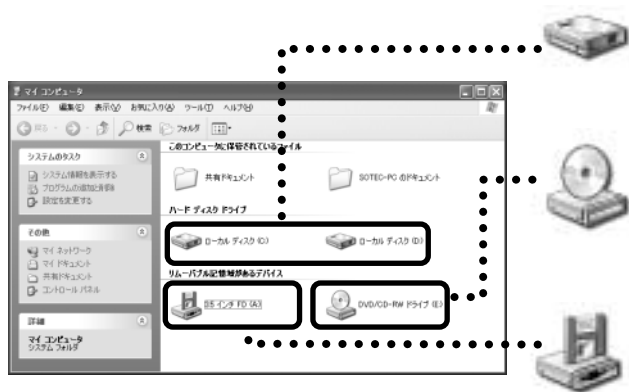 マイ コンピュータ
ファイル(F) 編集(E) 表示(V) お気に入り(A) ツール(T) ヘルプ(H)
戻る 検索 フォルダ
システムのタスク
システム情報を表示する
プログラムの追加と削除
設定を変更する
その他
マイ ネットワーク
マイ ドキュメント
共有ドキュメント
コントロール パネル
詳細
マイ コンピュータ
システム フォルダ
このコンピュータに保管されているファイル
共有ドキュメント
SOTEC-PC のドキュメント
ハード ディスク ドライブ
ローカル ディスク (C:)
ローカル ディスク (D:)
リムーバブル記憶域があるデバイス
3.5 インチ FD (A:)
DVD/CD-RW ドライブ (E:)